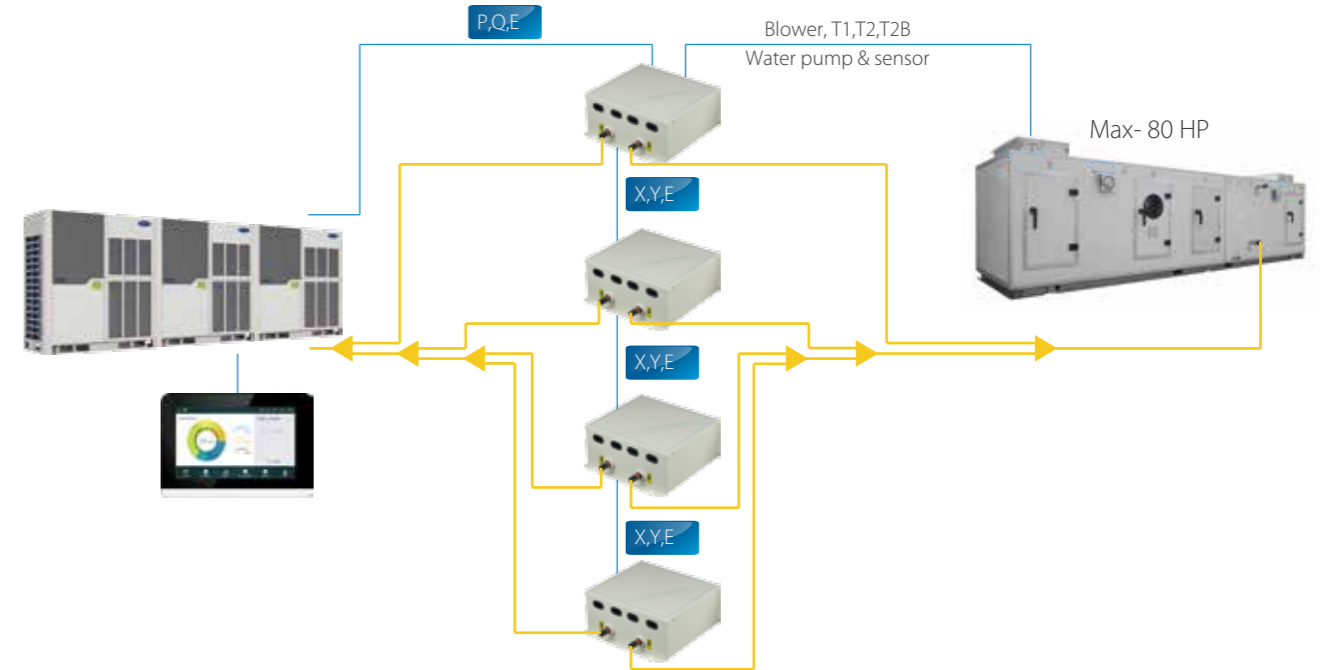 P,Q,E
Blower, T1,T2,T2B
Water pump & sensor
Max- 80 HP
X,Y,E
X,Y,E
X,Y,E